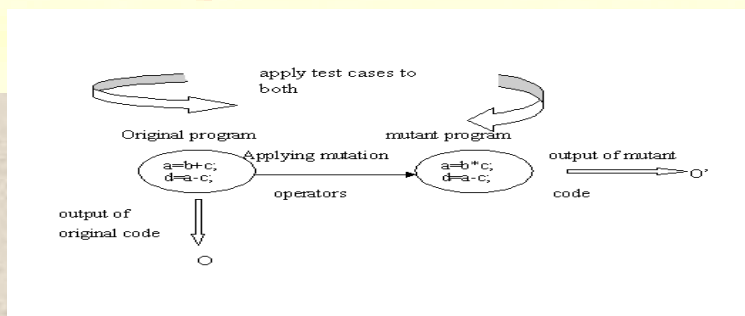 apply test cases to
both
Original program
mutant program
a=b+c;
d=a-c;
Applying mutation
operators
a=b*c;
d=a-c;
output of mutant
code
O'
output of
original code
O